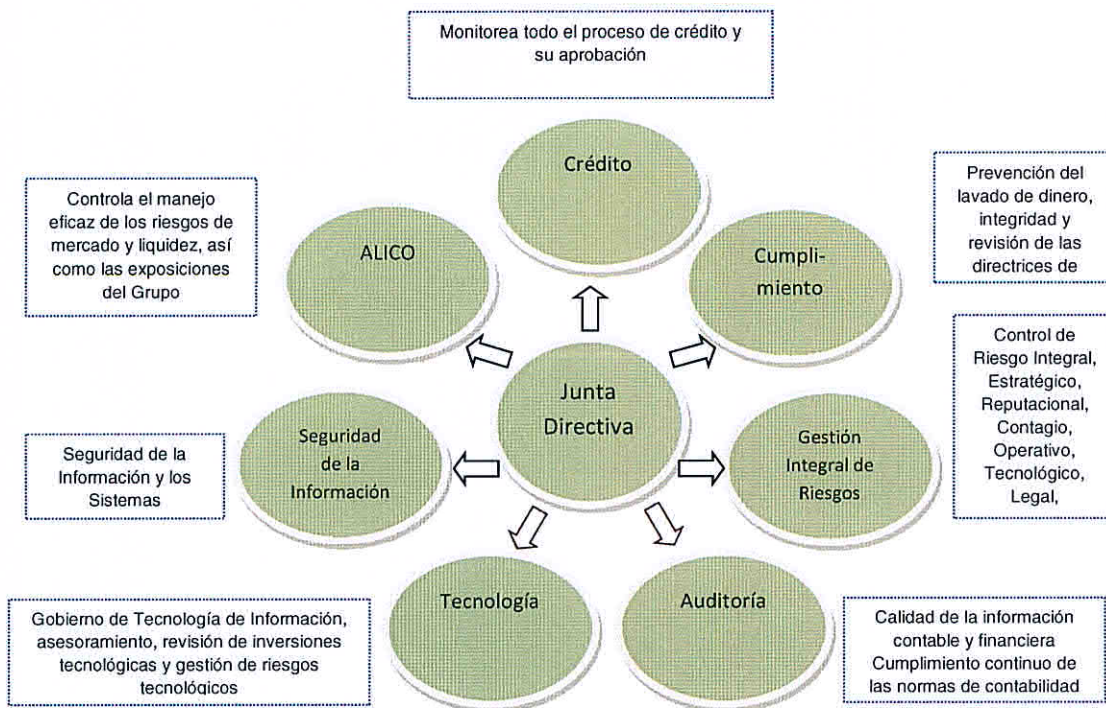 Monitorea todo el proceso de crédito y
su aprobación
Crédito
Controla el manejo
eficaz de los riesgos de
mercado y liquidez, así
como las exposiciones
del Grupo
ALICO
Cumpli-
miento
Prevención del
lavado de dinero,
integridad y
revisión de las
directrices de
Junta
Directiva
Control de
Riesgo Integral,
Estratégico,
Reputacional,
Contagio,
Operativo,
Tecnológico,
Legal,
Seguridad de la
Información y los
Sistemas
Seguridad
de la
Información
Gestión
Integral de
Riesgos
Tecnología
Auditoría
Gobierno de Tecnología de Información,
asesoramiento, revisión de inversiones
tecnológicas y gestión de riesgos
tecnológicos
Calidad de la información
contable y financiera
Cumplimiento continuo de
las normas de contabilidad